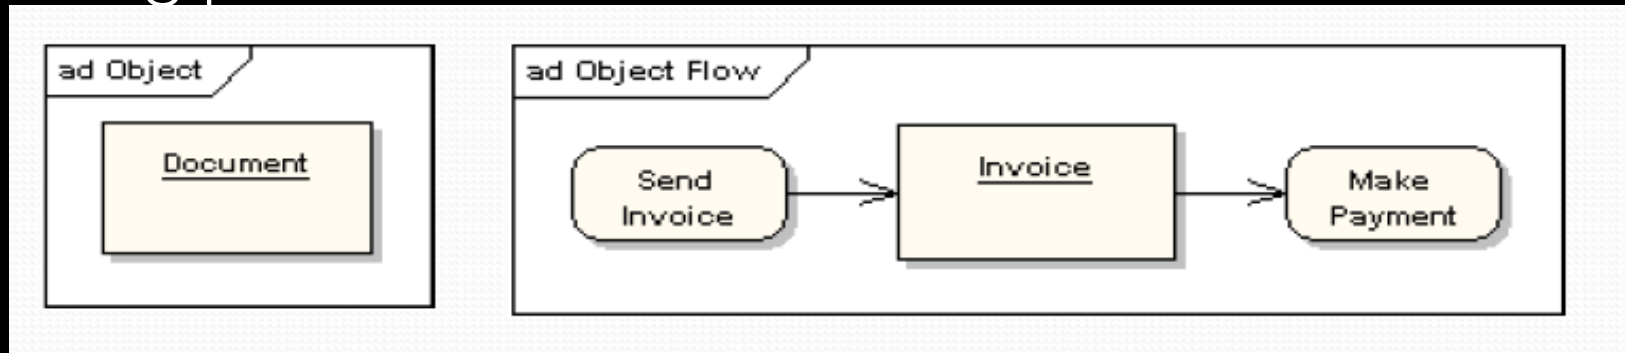 ad Object
Document
ad Object Flow
Send
Invoice
Invoice
Make
Payment